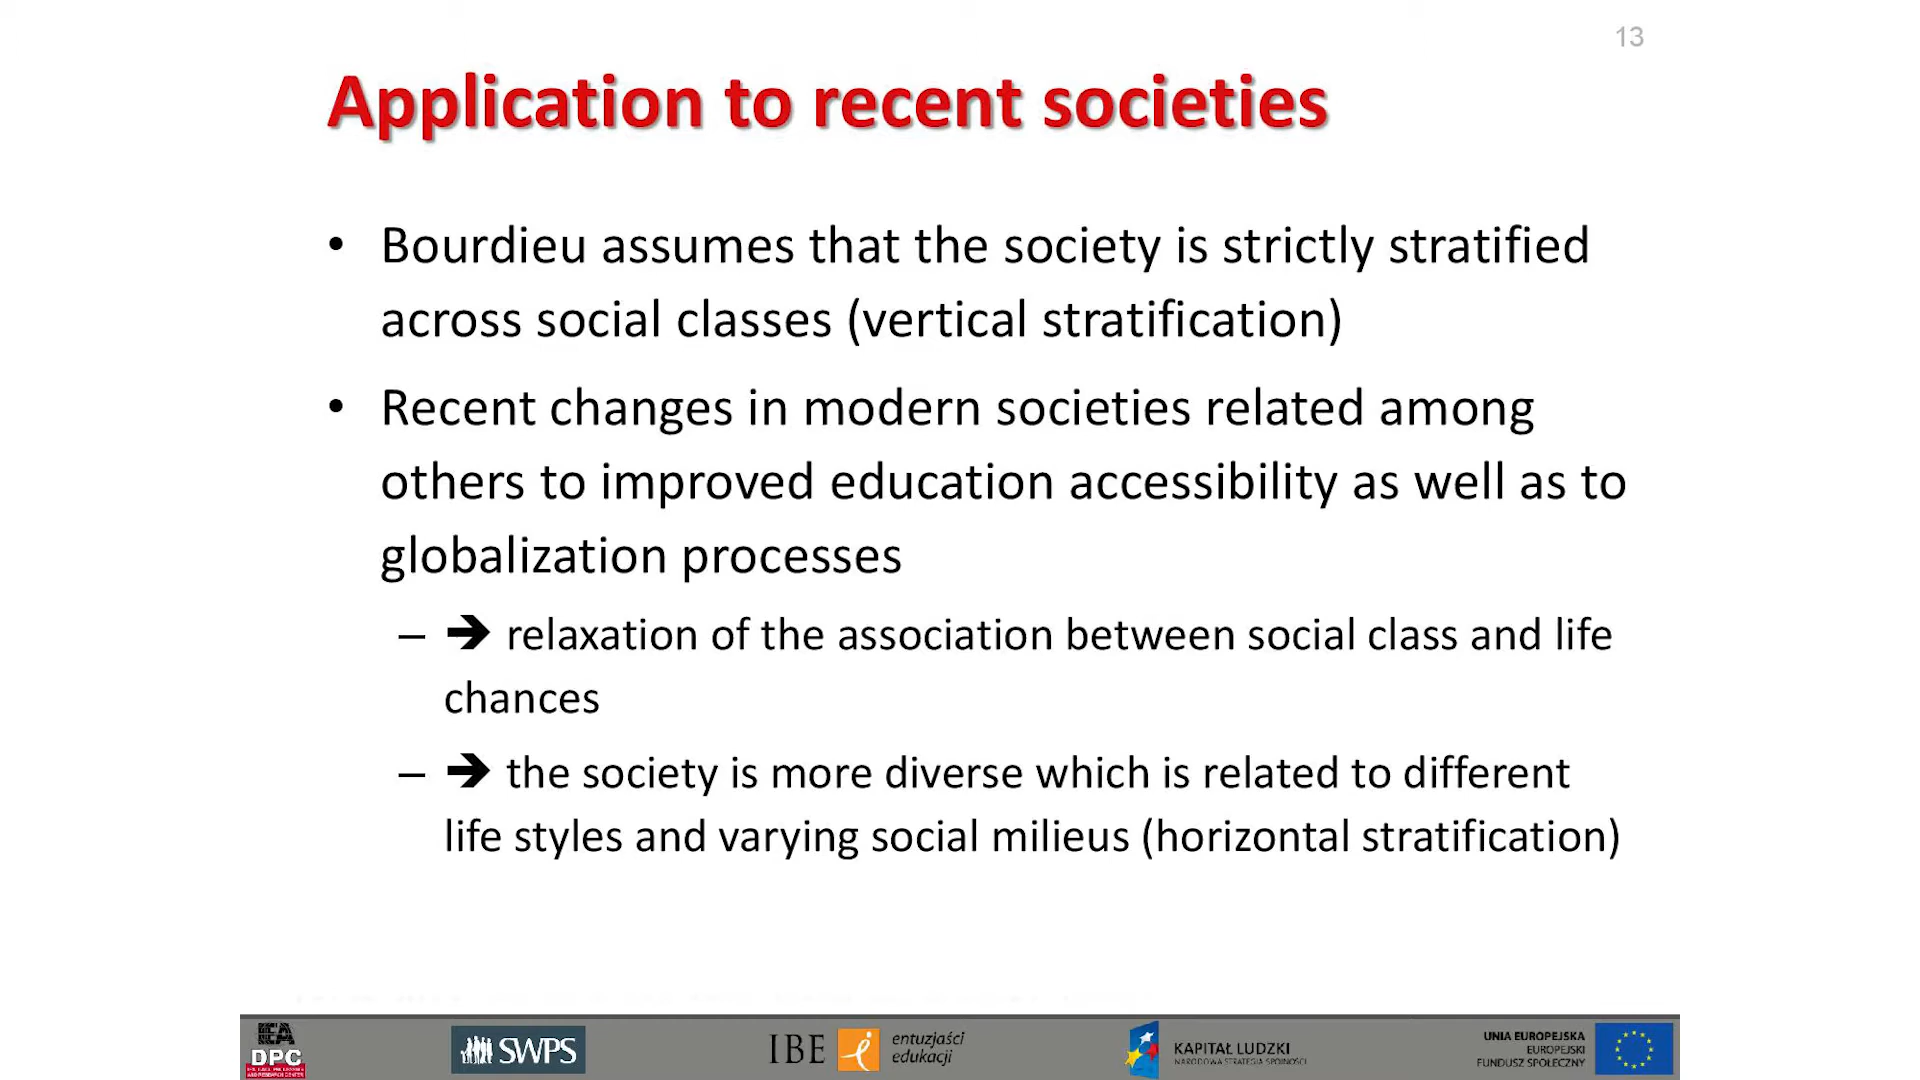 13
Application to recent societies
• Bourdieu assumes that the society is strictly stratified
across social classes (vertical stratification)
• Recent changes in modern societies related among
others to improved education accessibility as well as to
globalization processes
– ➔ relaxation of the association between social class and life
chances
– ➔ the society is more diverse which is related to different
life styles and varying social milieus (horizontal stratification)
IEA
DPC
SWPS
IBE
entuzjaści
edukacji
KAPITAŁ LUDZKI
NARODOWA STRATEGIA SPÓJNOŚCI
UNIA EUROPEJSKA
EUROPEJSKI
FUNDUSZ SPOŁECZNY